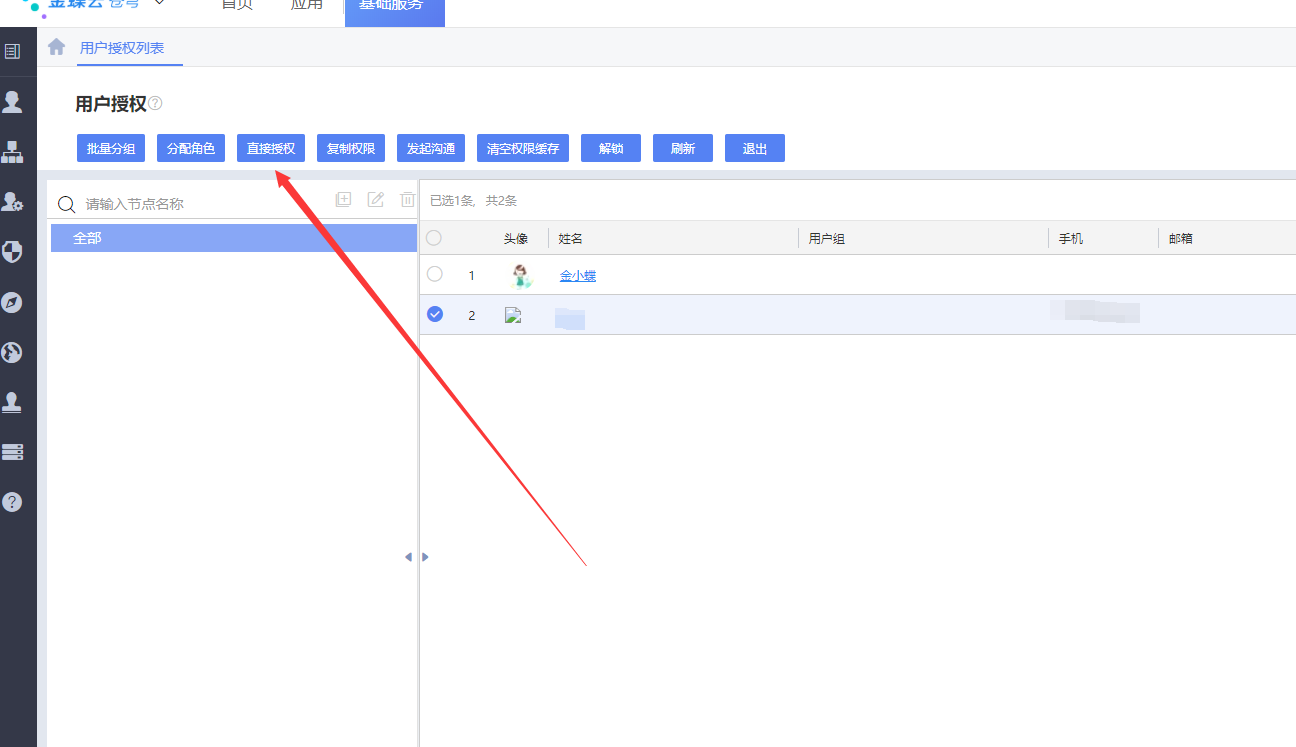 金蝶云 苍穹 首页 应用 基础服务
用户授权列表
用户授权
批量分组 分配角色 直接授权 复制权限 发起沟通 清空权限缓存 解锁 刷新 退出
请输入节点名称
全部
已选1条, 共2条
头像 姓名 用户组 手机 邮箱
1 金小蝶
2